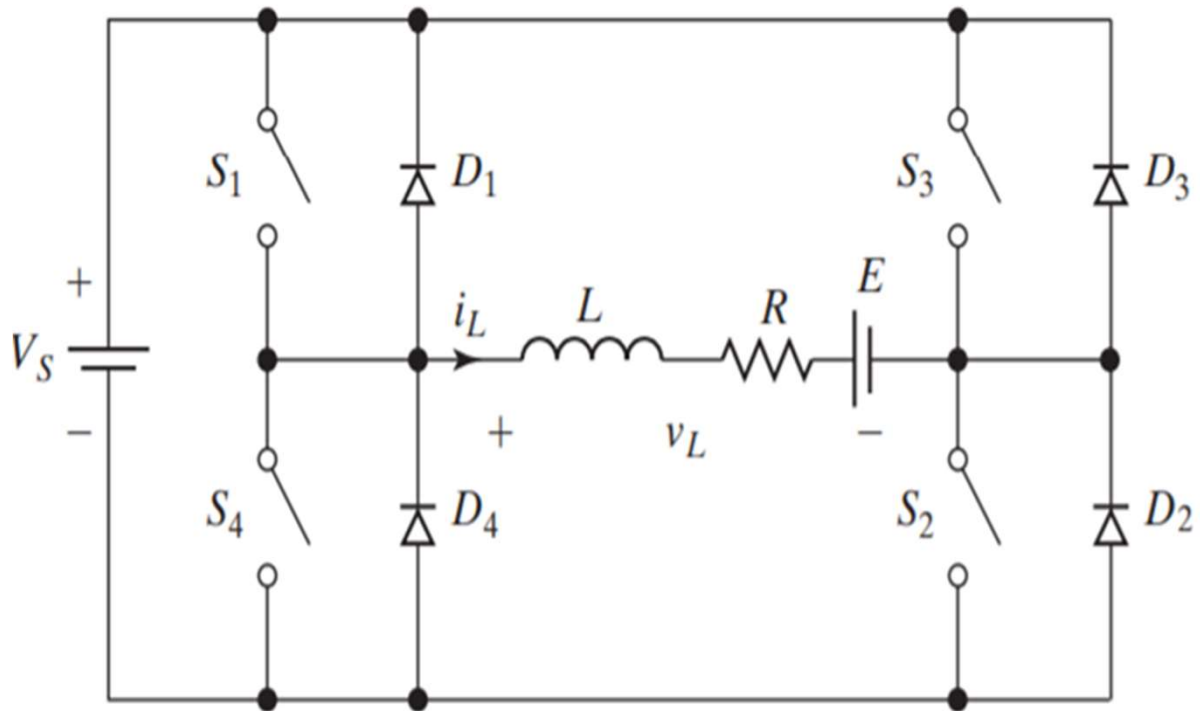 S1 D1 S3 D3
+
VS
−
iL L R E
+ vL −
S4 D4 S2 D2